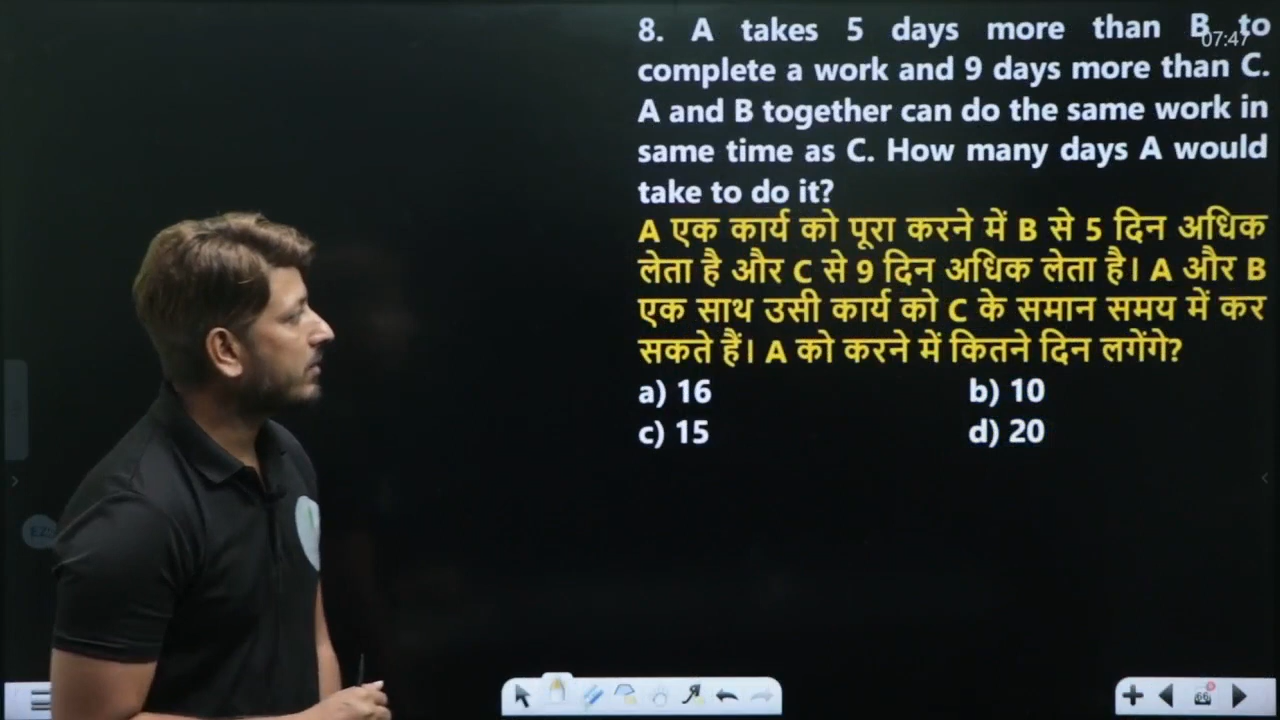 8. A takes 5 days more than B to
07:47
complete a work and 9 days more than C.
A and B together can do the same work in
same time as C. How many days A would
take to do it?
A एक कार्य को पूरा करने में B से 5 दिन अधिक
लेता है और C से 9 दिन अधिक लेता है। A और B
एक साथ उसी कार्य को C के समान समय में कर
सकते हैं। A को करने में कितने दिन लगेंगे?
a) 16 b) 10
c) 15 d) 20